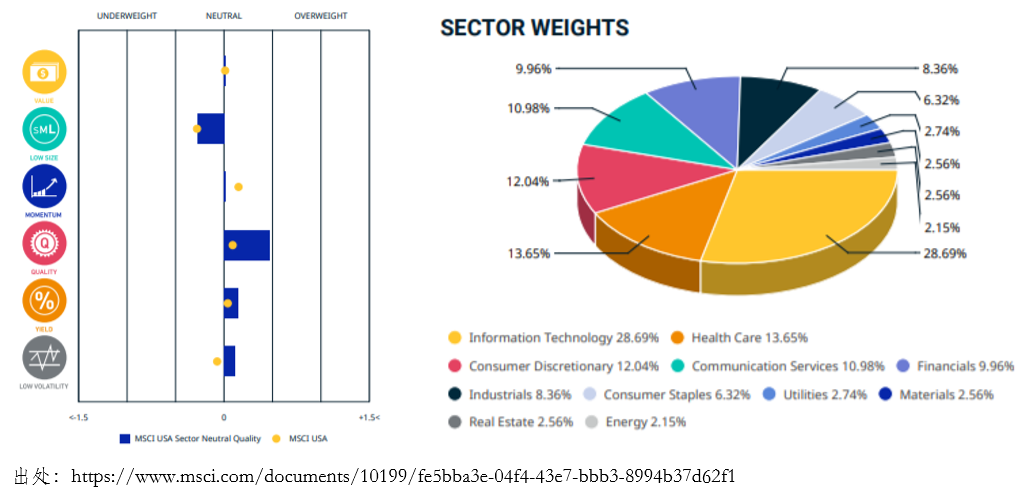 UNDERWEIGHT NEUTRAL OVERWEIGHT
$
VALUE
SML
LOW SIZE
MOMENTUM
Q
QUALITY
%
YIELD
LOW VOLATILITY
<-1.5 0 +1.5<
MSCI USA Sector Neutral Quality MSCI USA
SECTOR WEIGHTS
9.96% 8.36%
10.98% 6.32%
2.74%
2.56%
12.04% 2.56%
2.15%
13.65% 28.69%
Information Technology 28.69% Health Care 13.65%
Consumer Discretionary 12.04% Communication Services 10.98% Financials 9.96%
Industrials 8.36% Consumer Staples 6.32% Utilities 2.74% Materials 2.56%
Real Estate 2.56% Energy 2.15%
出处：https://www.msci.com/documents/10199/fe5bba3e-04f4-43e7-bbb3-8994b37d62f1